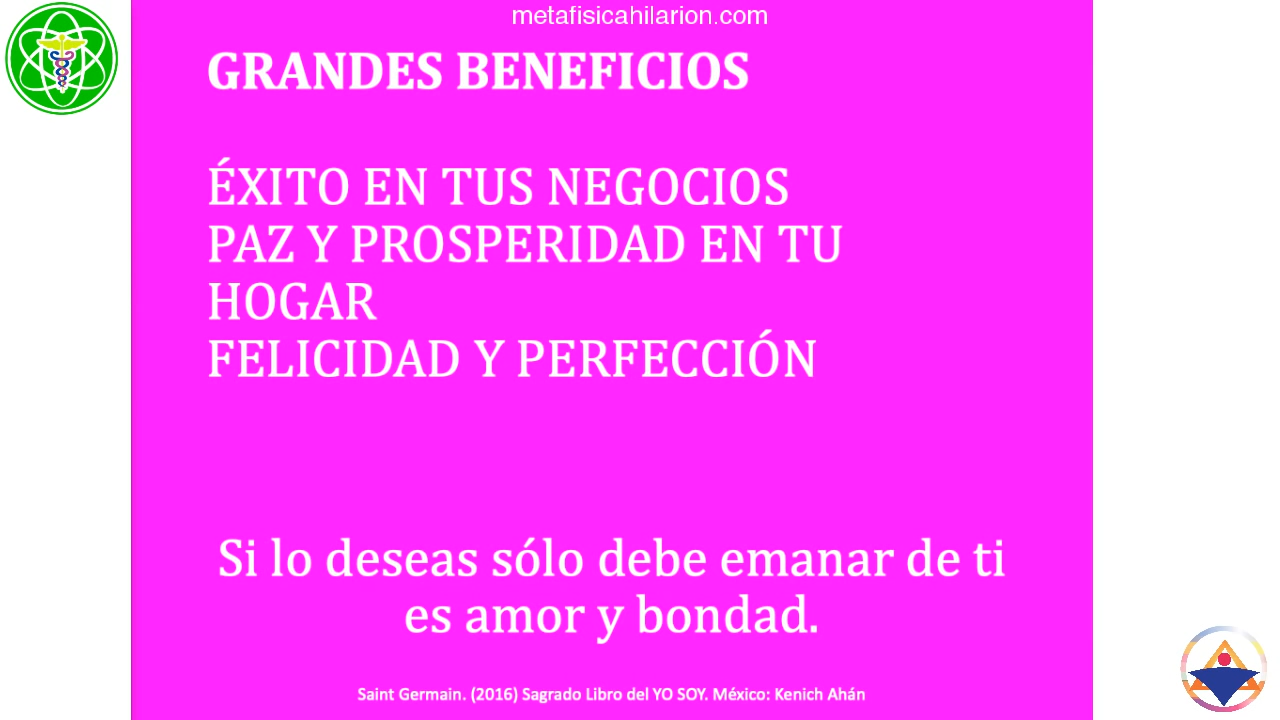 metafisicahilarion.com
GRANDES BENEFICIOS
ÉXITO EN TUS NEGOCIOS
PAZ Y PROSPERIDAD EN TU
HOGAR
FELICIDAD Y PERFECCIÓN
Si lo deseas sólo debe emanar de ti
es amor y bondad.
Saint Germain. (2016) Sagrado Libro del YO SOY. México: Kenich Ahán